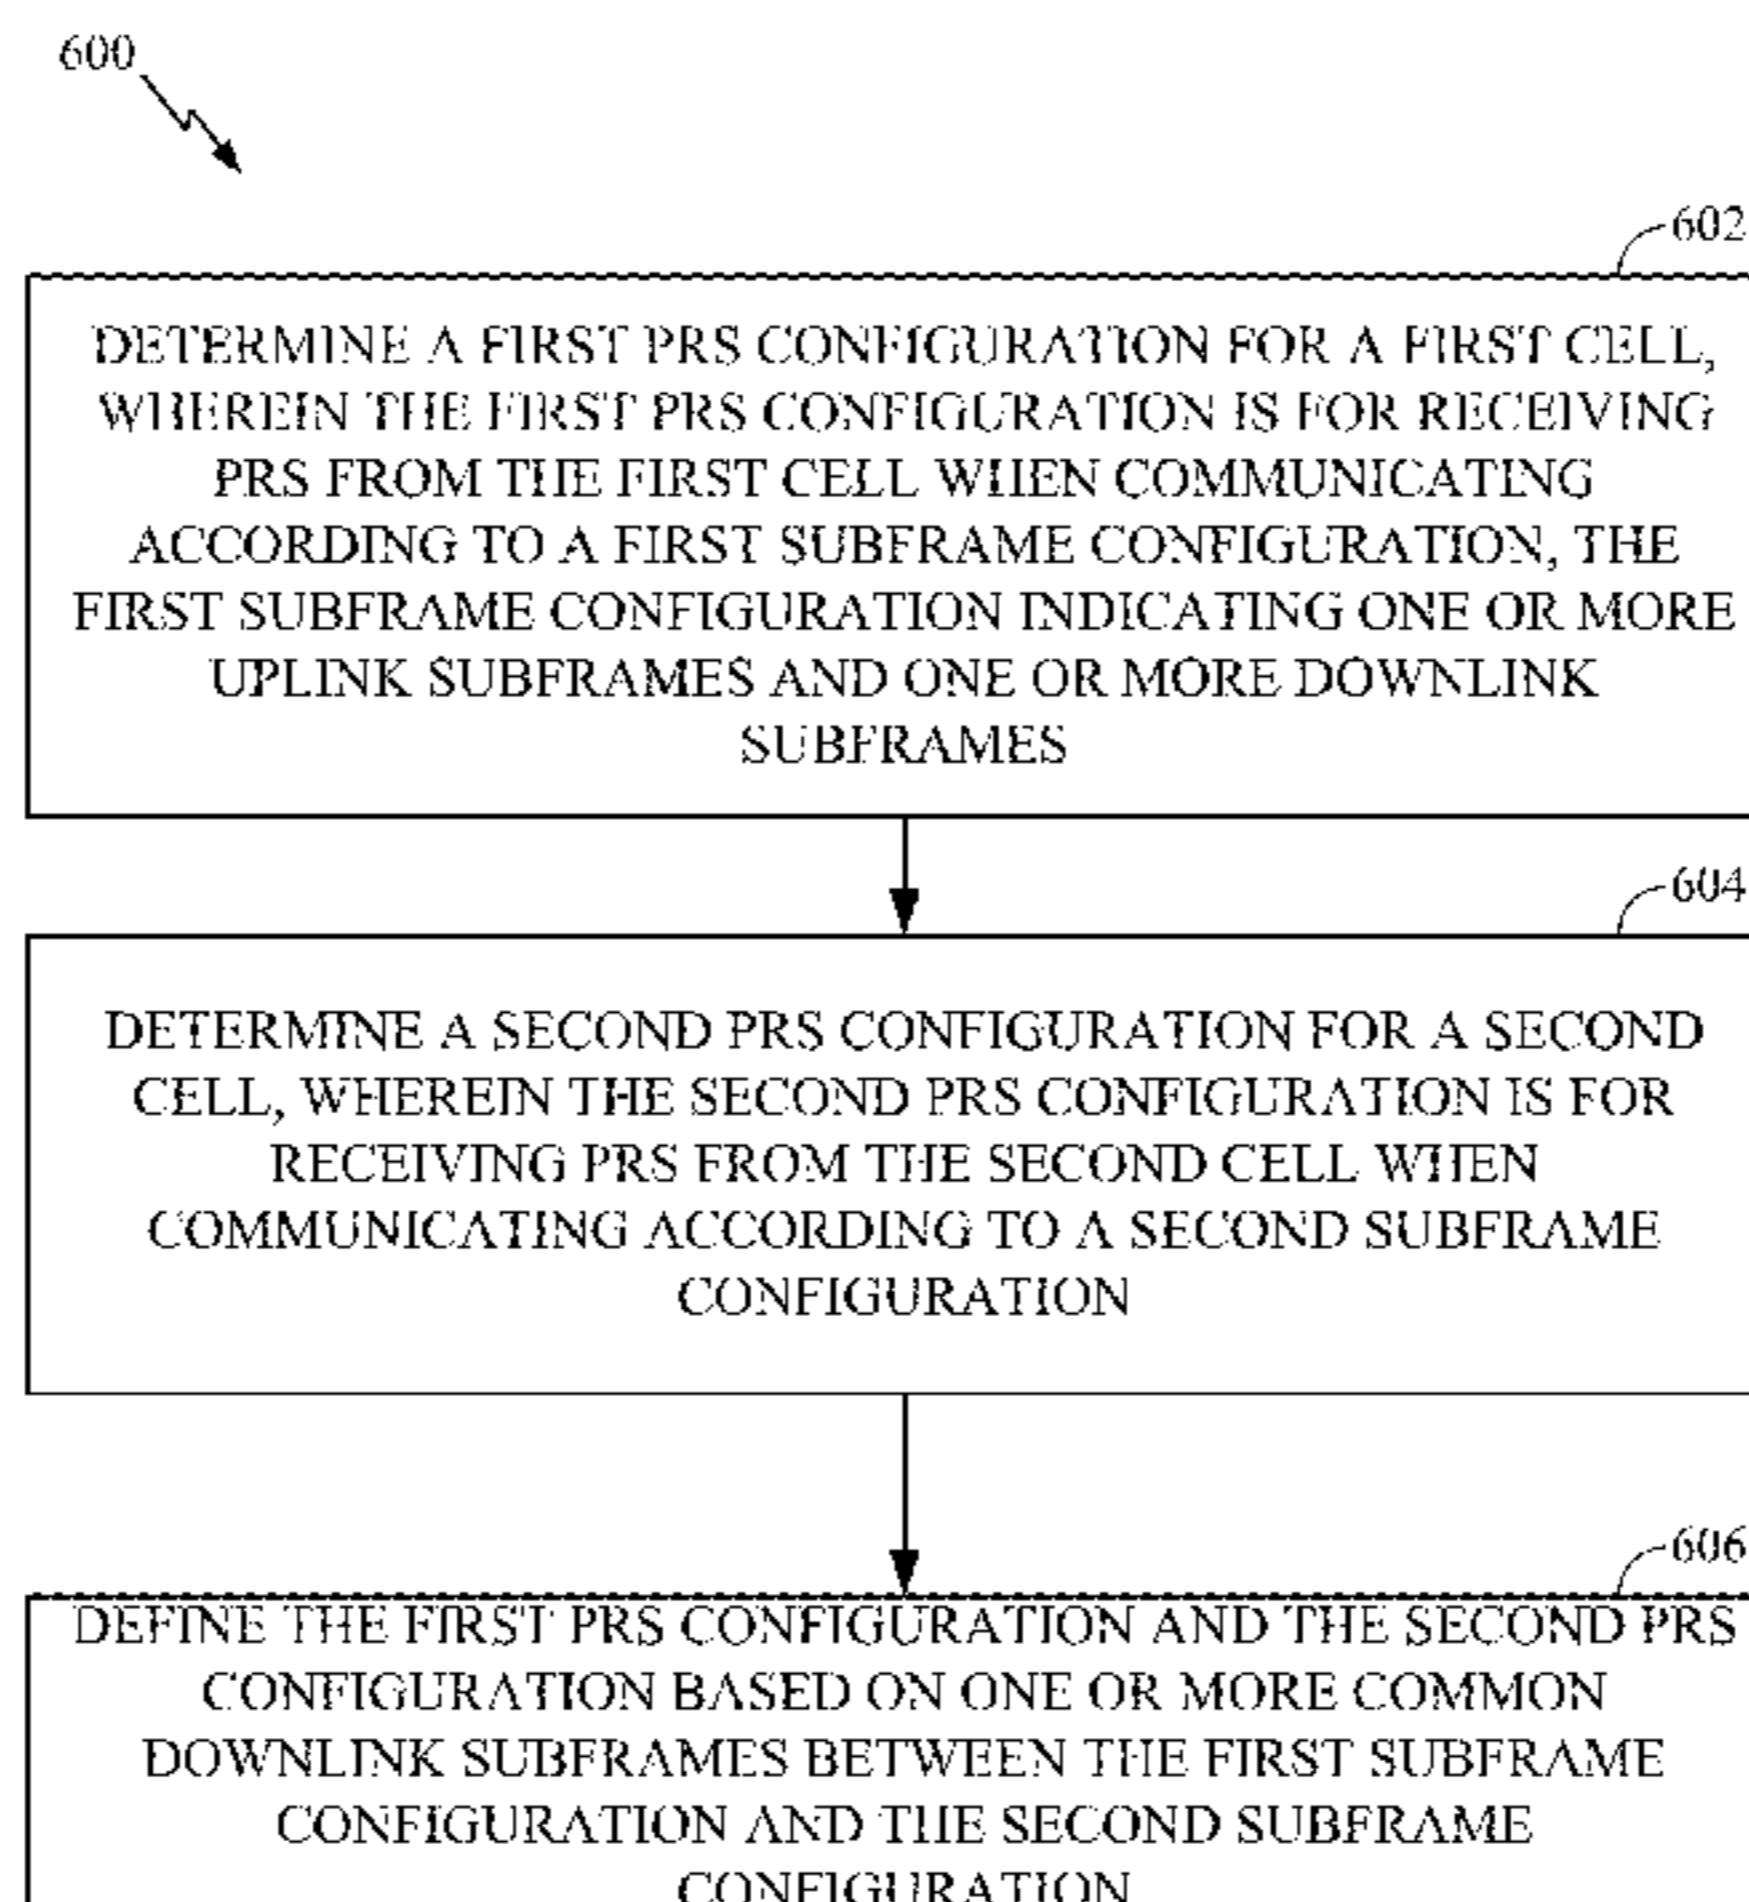 600
602
DETERMINE A FIRST PRS CONFIGURATION FOR A FIRST CELL,
WHEREIN THE FIRST PRS CONFIGURATION IS FOR RECEIVING
PRS FROM THE FIRST CELL WHEN COMMUNICATING
ACCORDING TO A FIRST SUBFRAME CONFIGURATION, THE
FIRST SUBFRAME CONFIGURATION INDICATING ONE OR MORE
UPLINK SUBFRAMES AND ONE OR MORE DOWNLINK
SUBFRAMES
604
DETERMINE A SECOND PRS CONFIGURATION FOR A SECOND
CELL, WHEREIN THE SECOND PRS CONFIGURATION IS FOR
RECEIVING PRS FROM THE SECOND CELL WHEN
COMMUNICATING ACCORDING TO A SECOND SUBFRAME
CONFIGURATION
606
DEFINE THE FIRST PRS CONFIGURATION AND THE SECOND PRS
CONFIGURATION BASED ON ONE OR MORE COMMON
DOWNLINK SUBFRAMES BETWEEN THE FIRST SUBFRAME
CONFIGURATION AND THE SECOND SUBFRAME
CONFIGURATION